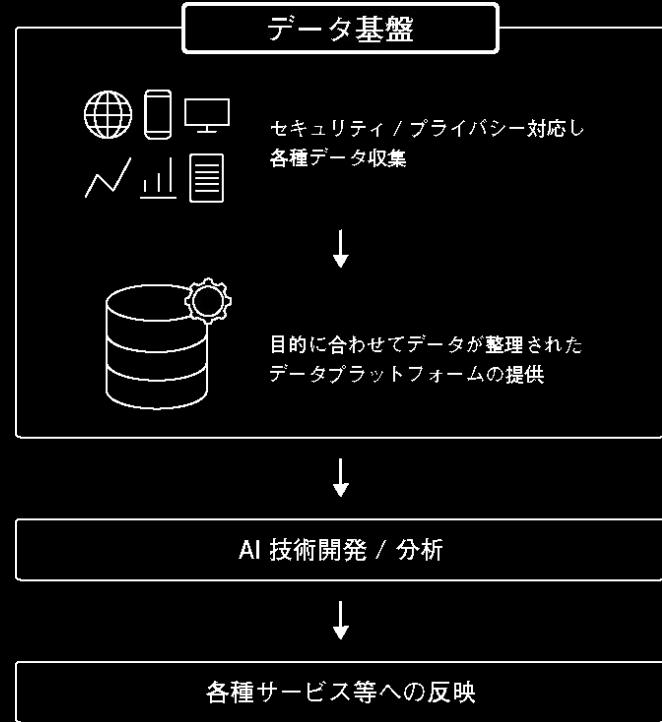 データ基盤
セキュリティ / プライバシー対応し
各種データ収集
目的に合わせてデータが整理された
データプラットフォームの提供
AI 技術開発 / 分析
各種サービス等への反映